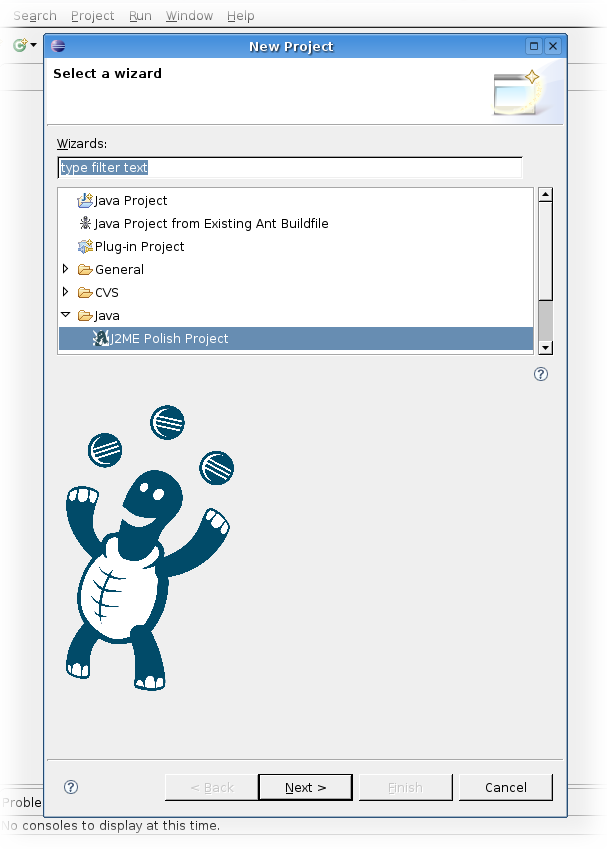 Search Project Run Window Help
New Project
Select a wizard
Wizards:
type filter text
Java Project
Java Project from Existing Ant Buildfile
Plug-in Project
General
CVS
Java
J2ME Polish Project
< Back Next > Finish Cancel
Proble
No consoles to display at this time.